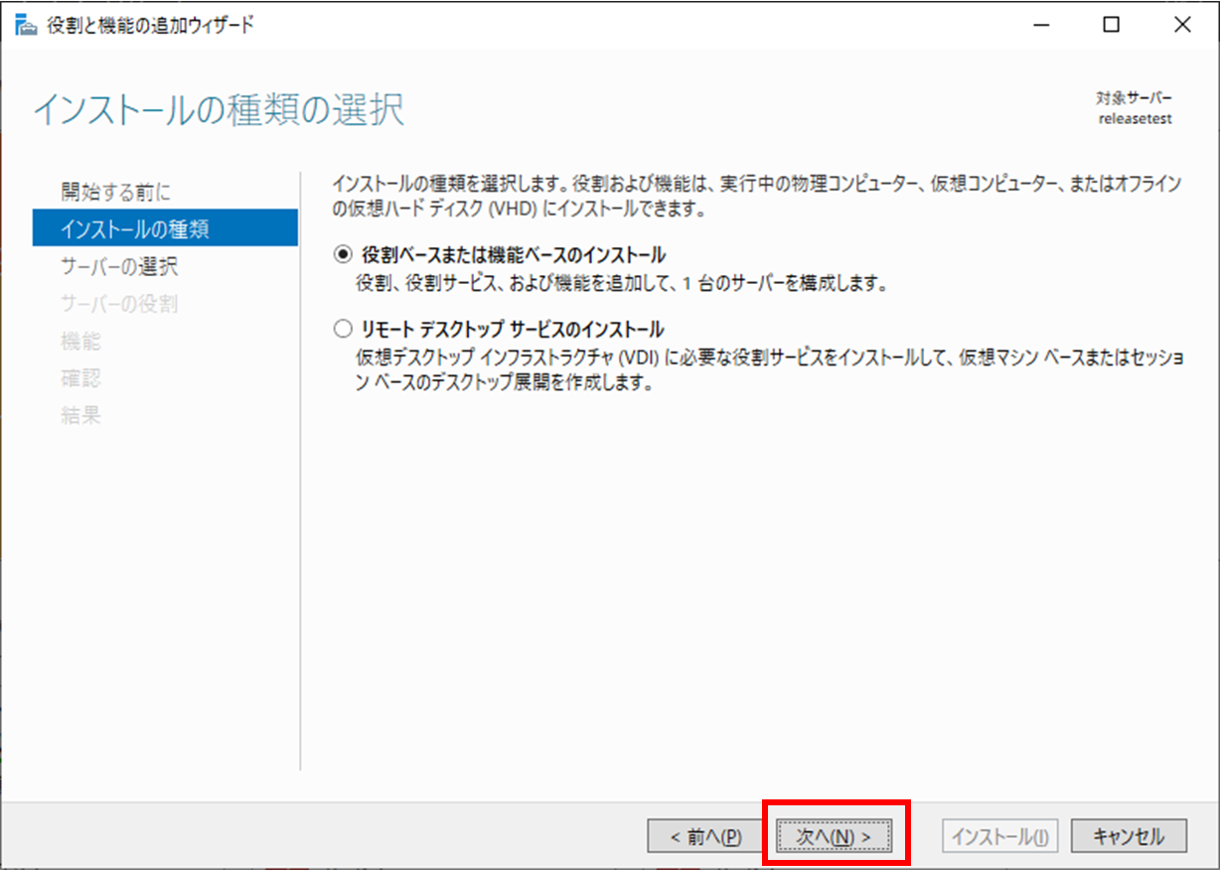 役割と機能の追加ウィザード
インストールの種類の選択
対象サーバー
releasetest
開始する前に
インストールの種類
サーバーの選択
サーバーの役割
機能
確認
結果
インストールの種類を選択します。役割および機能は、実行中の物理コンピューター、仮想コンピューター、またはオフライン
の仮想ハード ディスク (VHD) にインストールできます。
役割ベースまたは機能ベースのインストール
役割、役割サービス、および機能を追加して、1 台のサーバーを構成します。
リモート デスクトップ サービスのインストール
仮想デスクトップ インフラストラクチャ (VDI) に必要な役割サービスをインストールして、仮想マシン ベースまたはセッショ
ン ベースのデスクトップ展開を作成します。
< 前へ(P)
次へ(N) >
インストール(I)
キャンセル